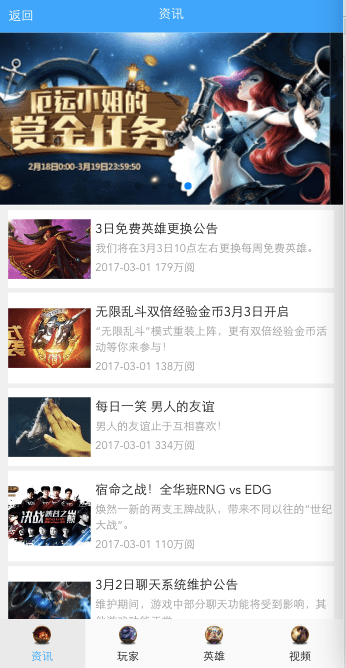 返回
资讯
厄运小姐的
赏金任务
2月18日0:00-3月19日23:59:50
3日免费英雄更换公告
我们将在3月3日10点左右更换每周免费英雄。
2017-03-01 179万阅
无限乱斗双倍经验金币3月3日开启
“无限乱斗”模式重装上阵，更有双倍经验金币活
动等你来参与！
2017-03-01 138万阅
每日一笑 男人的友谊
男人的友谊止于互相喜欢！
2017-03-01 334万阅
宿命之战！全华班RNG vs EDG
焕然一新的两支王牌战队，带来不同以往的“世纪
大战”。
2017-03-01 110万阅
决战
3月2日聊天系统维护公告
维护期间，游戏中部分聊天功能将受到影响，其
资讯
玩家
英雄
视频